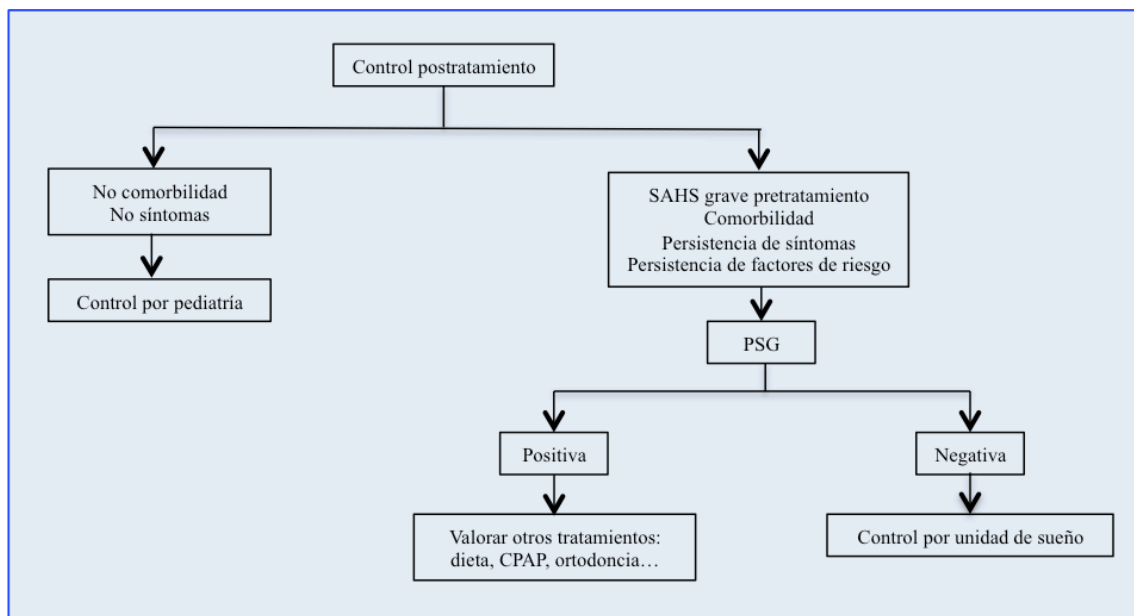 Control postratamiento
No comorbilidad
No síntomas
Control por pediatría
SAHS grave pretratamiento
Comorbilidad
Persistencia de síntomas
Persistencia de factores de riesgo
PSG
Positiva
Negativa
Valorar otros tratamientos:
dieta, CPAP, ortodoncia…
Control por unidad de sueño